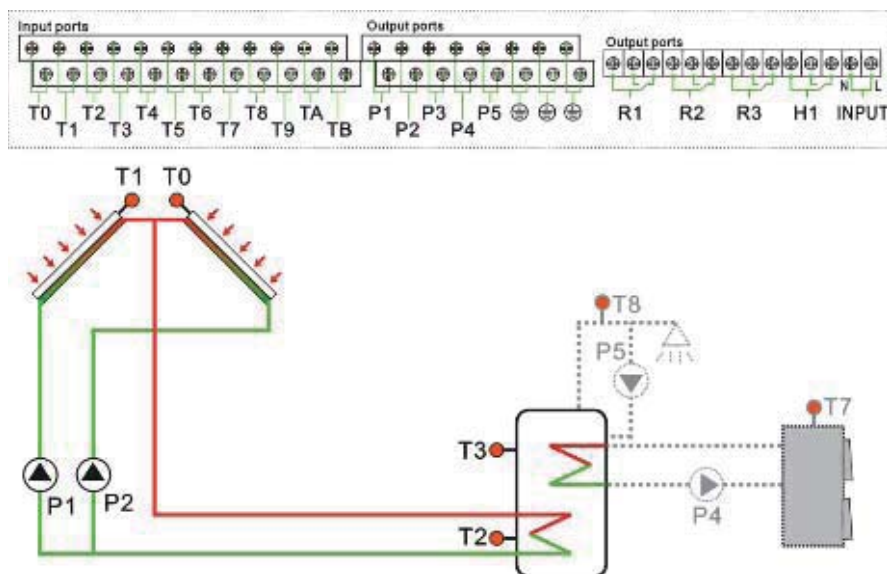 Input ports
Output ports
Output ports
T0 T2 T4 T6 T8 TA
T1 T3 T5 T7 T9 TB
P1 P3 P5
P2 P4
L L L L N L
R1 R2 R3 H1 INPUT
T1 T0
T8
P5
T7
T3
P1 P2
P4
T2